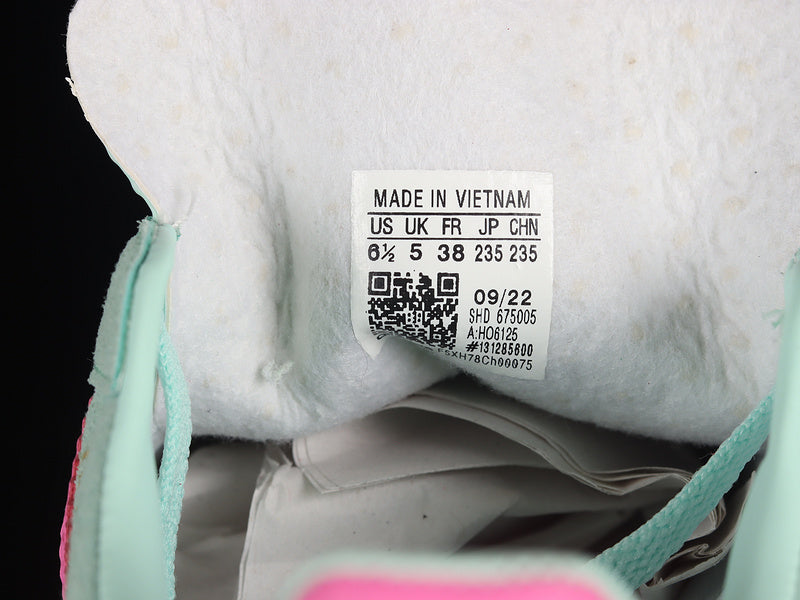 MADE IN VIETNAM
US UK FR JP CHN
6½ 5 38 235 235
09/22
SHD 675005
A:HO6125
#131285600
F5XH78Ch00075